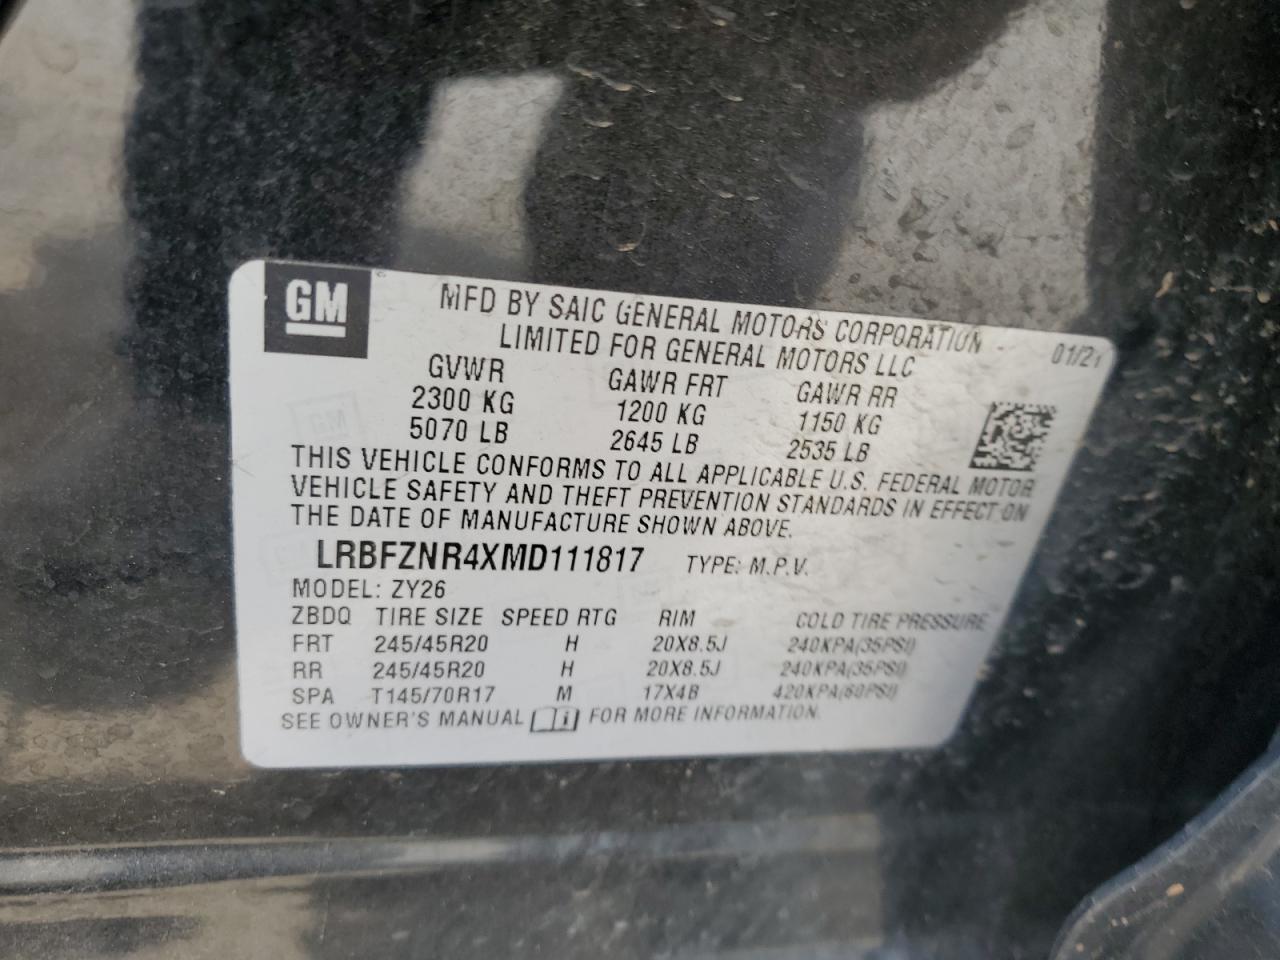 GM
MFD BY SAIC GENERAL MOTORS CORPORATION
LIMITED FOR GENERAL MOTORS LLC
01/21
GVWR GAWR FRT GAWR RR
2300 KG 1200 KG 1150 KG
5070 LB 2645 LB 2535 LB
THIS VEHICLE CONFORMS TO ALL APPLICABLE U.S. FEDERAL MOTOR
VEHICLE SAFETY AND THEFT PREVENTION STANDARDS IN EFFECT ON
THE DATE OF MANUFACTURE SHOWN ABOVE.
LRBFZNR4XMD111817 TYPE: M.P.V.
MODEL: ZY26
ZBDQ TIRE SIZE SPEED RTG RIM COLD TIRE PRESSURE
FRT 245/45R20 H 20X8.5J 240KPA(35PSI)
RR 245/45R20 H 20X8.5J 240KPA(35PSI)
SPA T145/70R17 M 17X4B 420KPA(60PSI)
SEE OWNER'S MANUAL i FOR MORE INFORMATION.